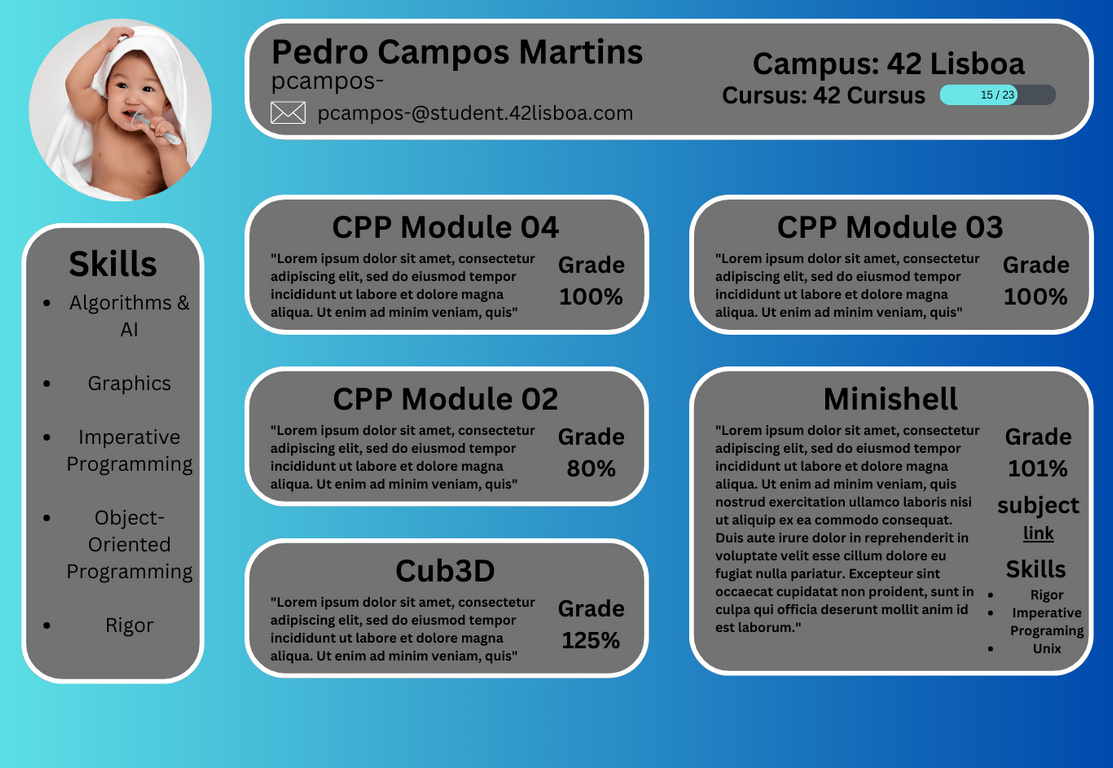 Pedro Campos Martins
pcampos-
pcampos-@student.42lisboa.com
Campus: 42 Lisboa
Cursus: 42 Cursus
15 / 23
Skills
Algorithms &
AI
Graphics
Imperative
Programming
Object-
Oriented
Programming
Rigor
CPP Module 04
"Lorem ipsum dolor sit amet, consectetur
adipiscing elit, sed do eiusmod tempor
incididunt ut labore et dolore magna
aliqua. Ut enim ad minim veniam, quis"
Grade
100%
CPP Module 03
"Lorem ipsum dolor sit amet, consectetur
adipiscing elit, sed do eiusmod tempor
incididunt ut labore et dolore magna
aliqua. Ut enim ad minim veniam, quis"
Grade
100%
CPP Module 02
"Lorem ipsum dolor sit amet, consectetur
adipiscing elit, sed do eiusmod tempor
incididunt ut labore et dolore magna
aliqua. Ut enim ad minim veniam, quis"
Grade
80%
Minishell
"Lorem ipsum dolor sit amet, consectetur
adipiscing elit, sed do eiusmod tempor
incididunt ut labore et dolore magna
aliqua. Ut enim ad minim veniam, quis
nostrud exercitation ullamco laboris nisi
ut aliquip ex ea commodo consequat.
Duis aute irure dolor in reprehenderit in
voluptate velit esse cillum dolore eu
fugiat nulla pariatur. Excepteur sint
occaecat cupidatat non proident, sunt in
culpa qui officia deserunt mollit anim id
est laborum."
Grade
101%
subject
link
Skills
Rigor
Imperative
Programing
Unix
Cub3D
"Lorem ipsum dolor sit amet, consectetur
adipiscing elit, sed do eiusmod tempor
incididunt ut labore et dolore magna
aliqua. Ut enim ad minim veniam, quis"
Grade
125%